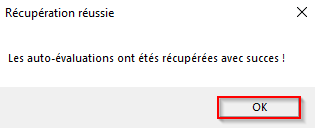 Récupération réussie
Les auto-évaluations ont étés récupérées avec succes !
OK